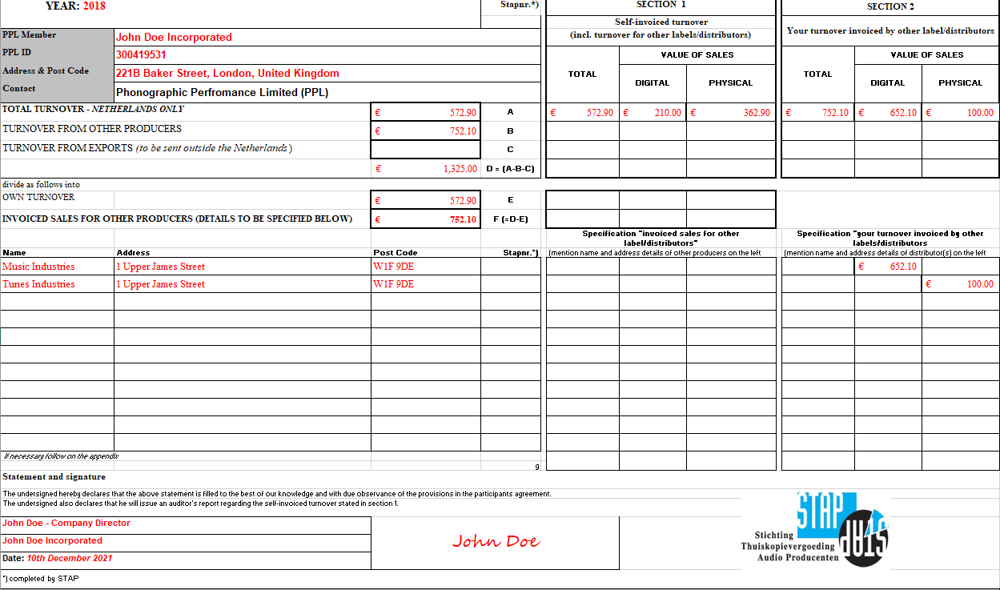 YEAR: 2018
Stapnr.*)
SECTION 1
SECTION 2
Self-invoiced turnover
(incl. turnover for other labels/distributors)
Your turnover invoiced by other label/distributors
PPL Member John Doe Incorporated
PPL ID 300419531
Address & Post Code 221B Baker Street, London, United Kingdom
Contact Phonographic Perfromance Limited (PPL)
TOTAL VALUE OF SALES TOTAL VALUE OF SALES
DIGITAL PHYSICAL DIGITAL PHYSICAL
TOTAL TURNOVER - NETHERLANDS ONLY € 572.90 A € 572.90 € 210.00 € 362.90 € 752.10 € 652.10 € 100.00
TURNOVER FROM OTHER PRODUCERS € 752.10 B
TURNOVER FROM EXPORTS (to be sent outside the Netherlands) C
€ 1,325.00 D = (A-B-C)
divide as follows into
OWN TURNOVER € 572.90 E
INVOICED SALES FOR OTHER PRODUCERS (DETAILS TO BE SPECIFIED BELOW) € 752.10 F (=D-E)
Specification "invoiced sales for other label/distributors"
Specification "your turnover invoiced by other labels/distributors
Name Address Post Code Stapnr.*) (mention name and address details of other producers on the left (mention name and address details of distributor(s) on the left
Music Industries 1 Upper James Street W1F 9DE € 652.10
Tunes Industries 1 Upper James Street W1F 9DE € 100.00
If necessary follow on the appendix
g
Statement and signature
The undersigned hereby declares that the above statement is filled to the best of our knowledge and with due observance of the provisions in the participants agreement.
The undersigned also declares that he will issue an auditor's report regarding the self-invoiced turnover stated in section 1.
John Doe - Company Director
John Doe Incorporated
Date: 10th December 2021
John Doe
STAP
STAP
Stichting
Thuiskopievergoeding
Audio Producenten
*) completed by STAP